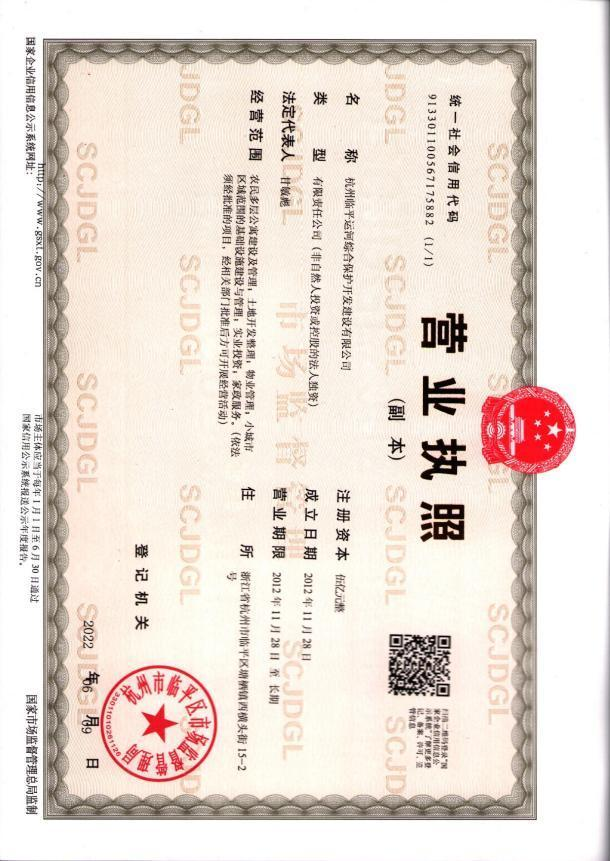 统一社会信用代码
913301100567175882 (1/1)
营业执照
(副本)
扫描二维码登录"国
家企业信用信息公
示系统"了解更多登
记、备案、许可、监
管信息
名称 杭州临平运河综合保护开发建设有限公司
类型 有限责任公司(非自然人投资或控股的法人独资)
法定代表人 甘敏彪
经营范围 农民多层公寓建设及管理;土地开发整理;物业管理;小城市
区域范围的基础设施建设与管理;实业投资;家政服务。(依法
须经批准的项目,经相关部门批准后方可开展经营活动)
注册资本 伍亿元整
成立日期 2012年11月28日
营业期限 2012年11月28日至长期
住所 浙江省杭州市临平区塘栖镇西横头街15-2
号
登记机关
杭州市临平区市场监督管理局
3301102612126
2022年06月09日
SCJDGL
市场监督管理
国家企业信用信息公示系统网址:
http://www.gsxt.gov.cn
市场主体应当于每年1月1日至6月30日通过
国家信用公示系统报送公示年度报告。
国家市场监督管理总局监制